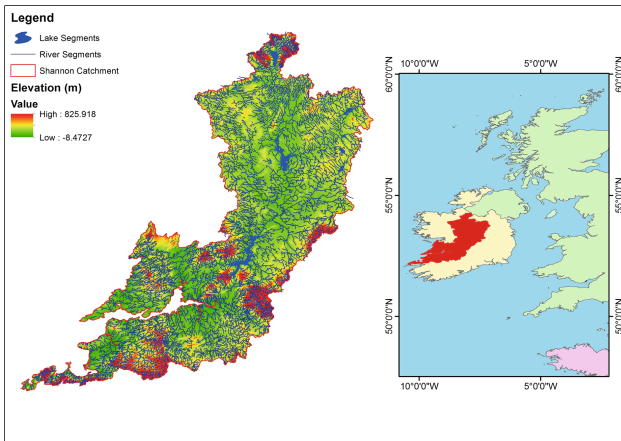 Legend
Lake Segments
River Segments
Shannon Catchment
Elevation (m)
Value
High : 825.918
Low : -8.4727
10°0'0"W 5°0'0"W
60°0'0"N 60°0'0"N
55°0'0"N 55°0'0"N
50°0'0"N 50°0'0"N
10°0'0"W 5°0'0"W